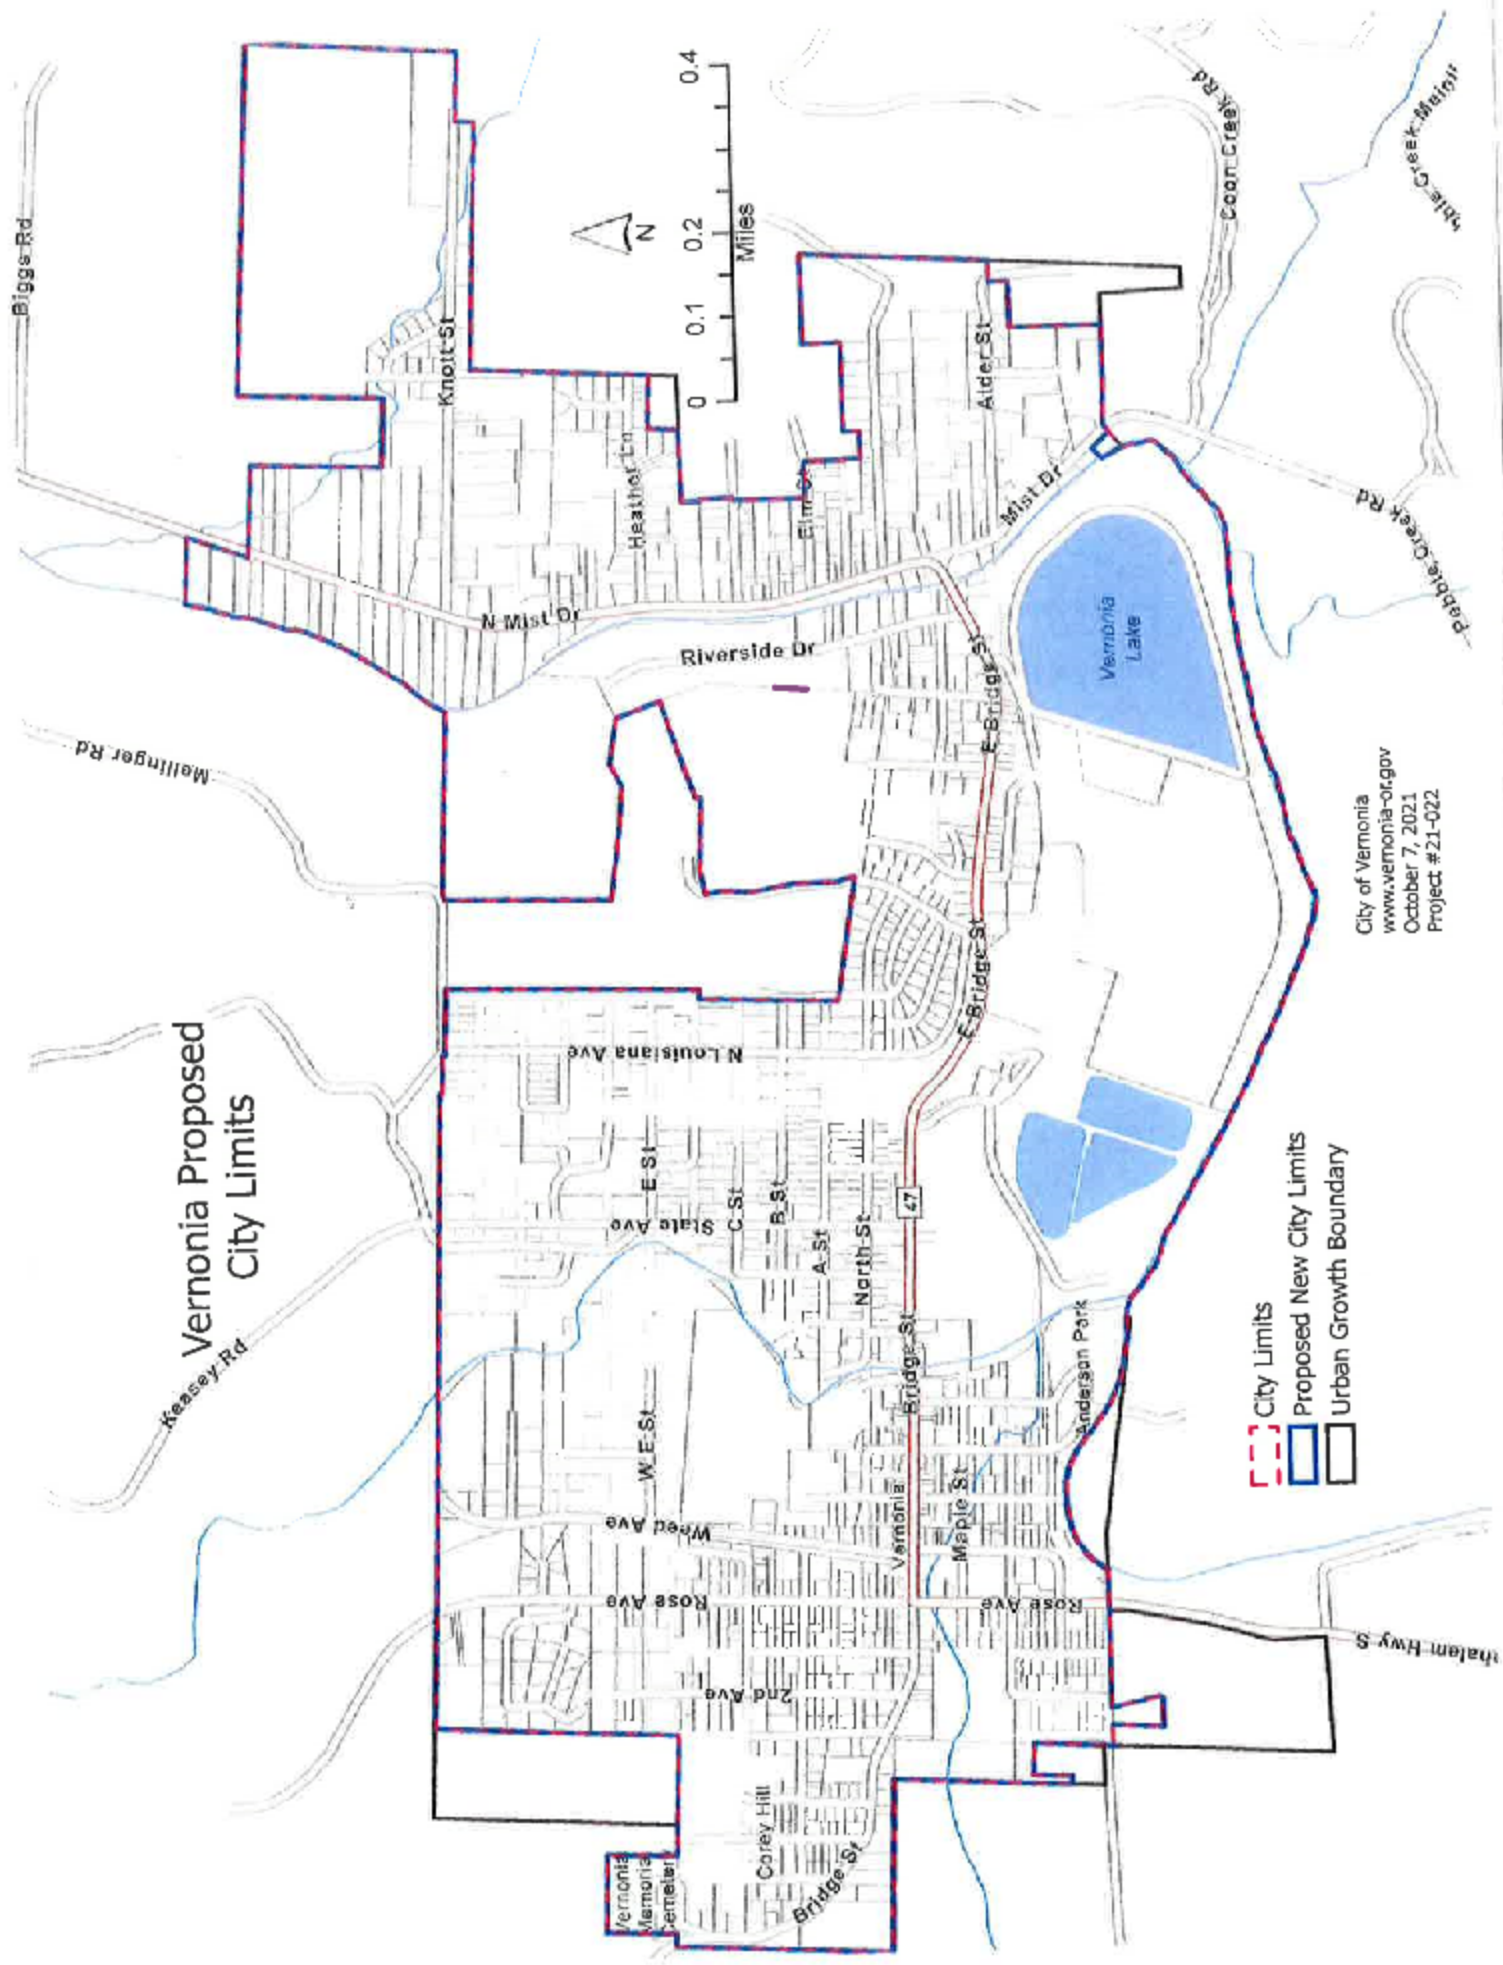 Vernonia Proposed
City Limits
Biggs Rd
Mellinger Rd
Keasey Rd
Knott St
N
0 0.1 0.2 0.4
Miles
Heather Ln
Elm St
Alder St
Coon Creek Rd
Mist Dr
N Mist Dr
Riverside Dr
E Bridge St
Vernonia
Lake
Pebble Creek Rd
E Bridge St
N Louisiana Ave
E St
State Ave
C St
B St
A St
North St
47
Bridge St
Anderson Park
W E St
Weed Ave
Vernonia
Maple St
Rose Ave
Rose Ave
2nd Ave
Corey Hill
Bridge St
Vernonia
Memorial
Cemetery
Hwy S
City Limits
Proposed New City Limits
Urban Growth Boundary
City of Vernonia
www.vernonia-or.gov
October 7, 2021
Project #21-022